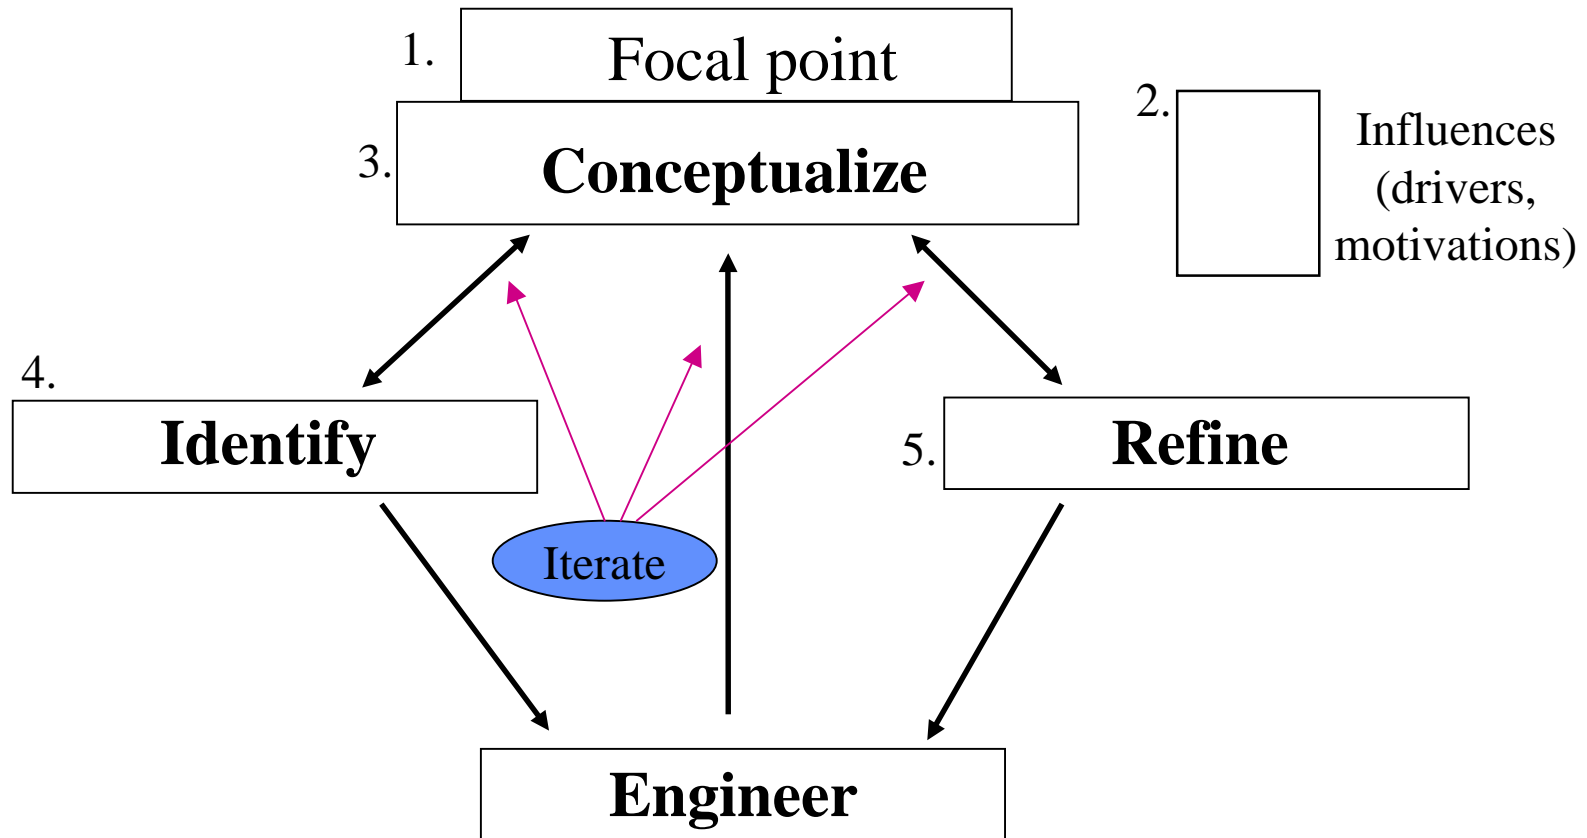 1.
Focal point
2.
Influences
(drivers,
motivations)
3.
Conceptualize
4.
Identify
5.
Refine
Iterate
Engineer